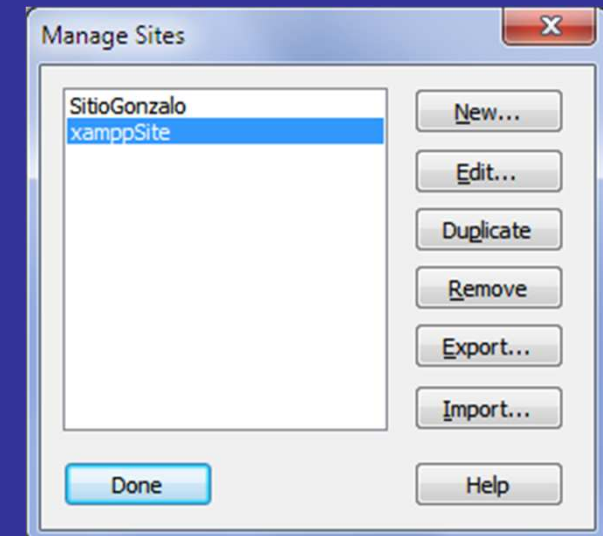 Manage Sites
SitioGonzalo
xamppSite
New...
Edit...
Duplicate
Remove
Export...
Import...
Done
Help